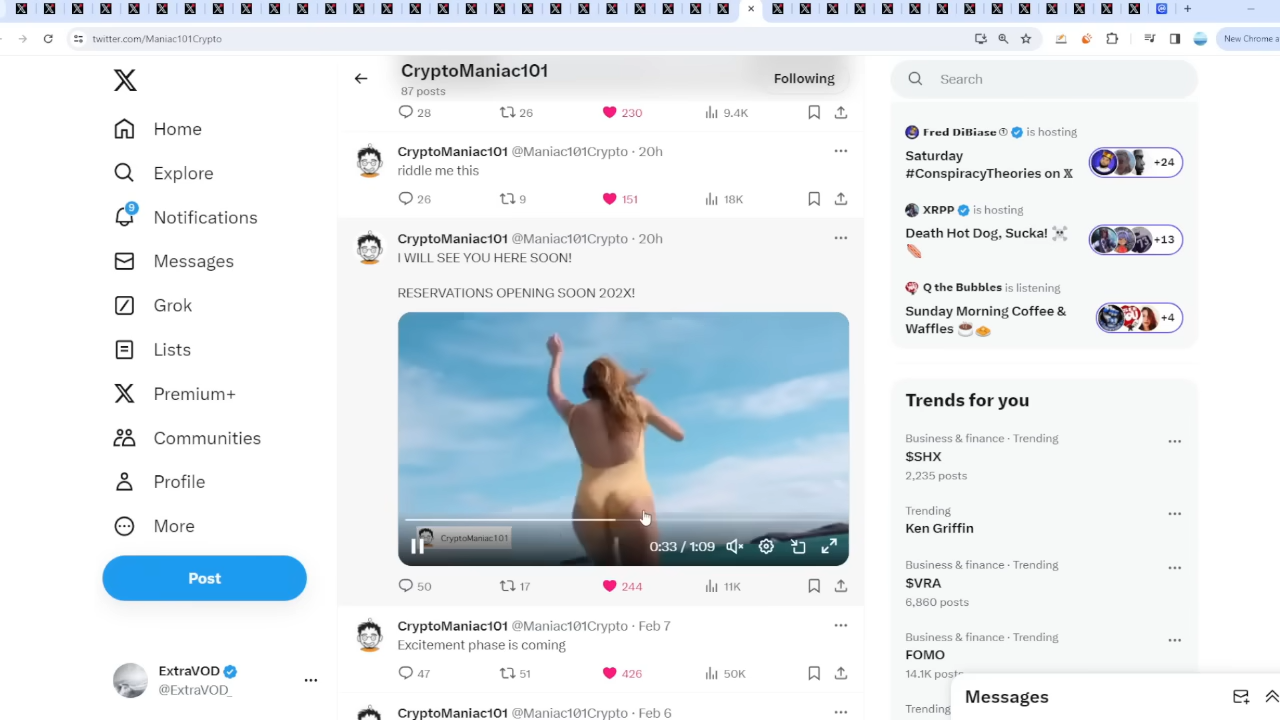 twitter.com/Maniac101Crypto
New Chrome a
Home
Explore
9
Notifications
Messages
Grok
Lists
Premium+
Communities
Profile
More
Post
ExtraVOD
@ExtraVOD_
CryptoManiac101
87 posts
Following
28 26 230 9.4K
CryptoManiac101 @Maniac101Crypto · 20h
riddle me this
26 9 151 18K
CryptoManiac101 @Maniac101Crypto · 20h
I WILL SEE YOU HERE SOON!
RESERVATIONS OPENING SOON 202X!
CryptoManiac101
0:33 / 1:09
50 17 244 11K
CryptoManiac101 @Maniac101Crypto · Feb 7
Excitement phase is coming
47 51 426 50K
CryptoManiac101 @Maniac101Crypto · Feb 6
Search
Fred DiBiase is hosting
Saturday
#ConspiracyTheories on 𝕏
+24
XRPP is hosting
Death Hot Dog, Sucka! ☠️
🌭
+13
Q the Bubbles is listening
Sunday Morning Coffee &
Waffles ☕🧇
+4
Trends for you
Business & finance · Trending
$SHX
2,235 posts
Trending
Ken Griffin
Business & finance · Trending
$VRA
6,860 posts
Business & finance · Trending
FOMO
14.1K posts
Trending
Messages